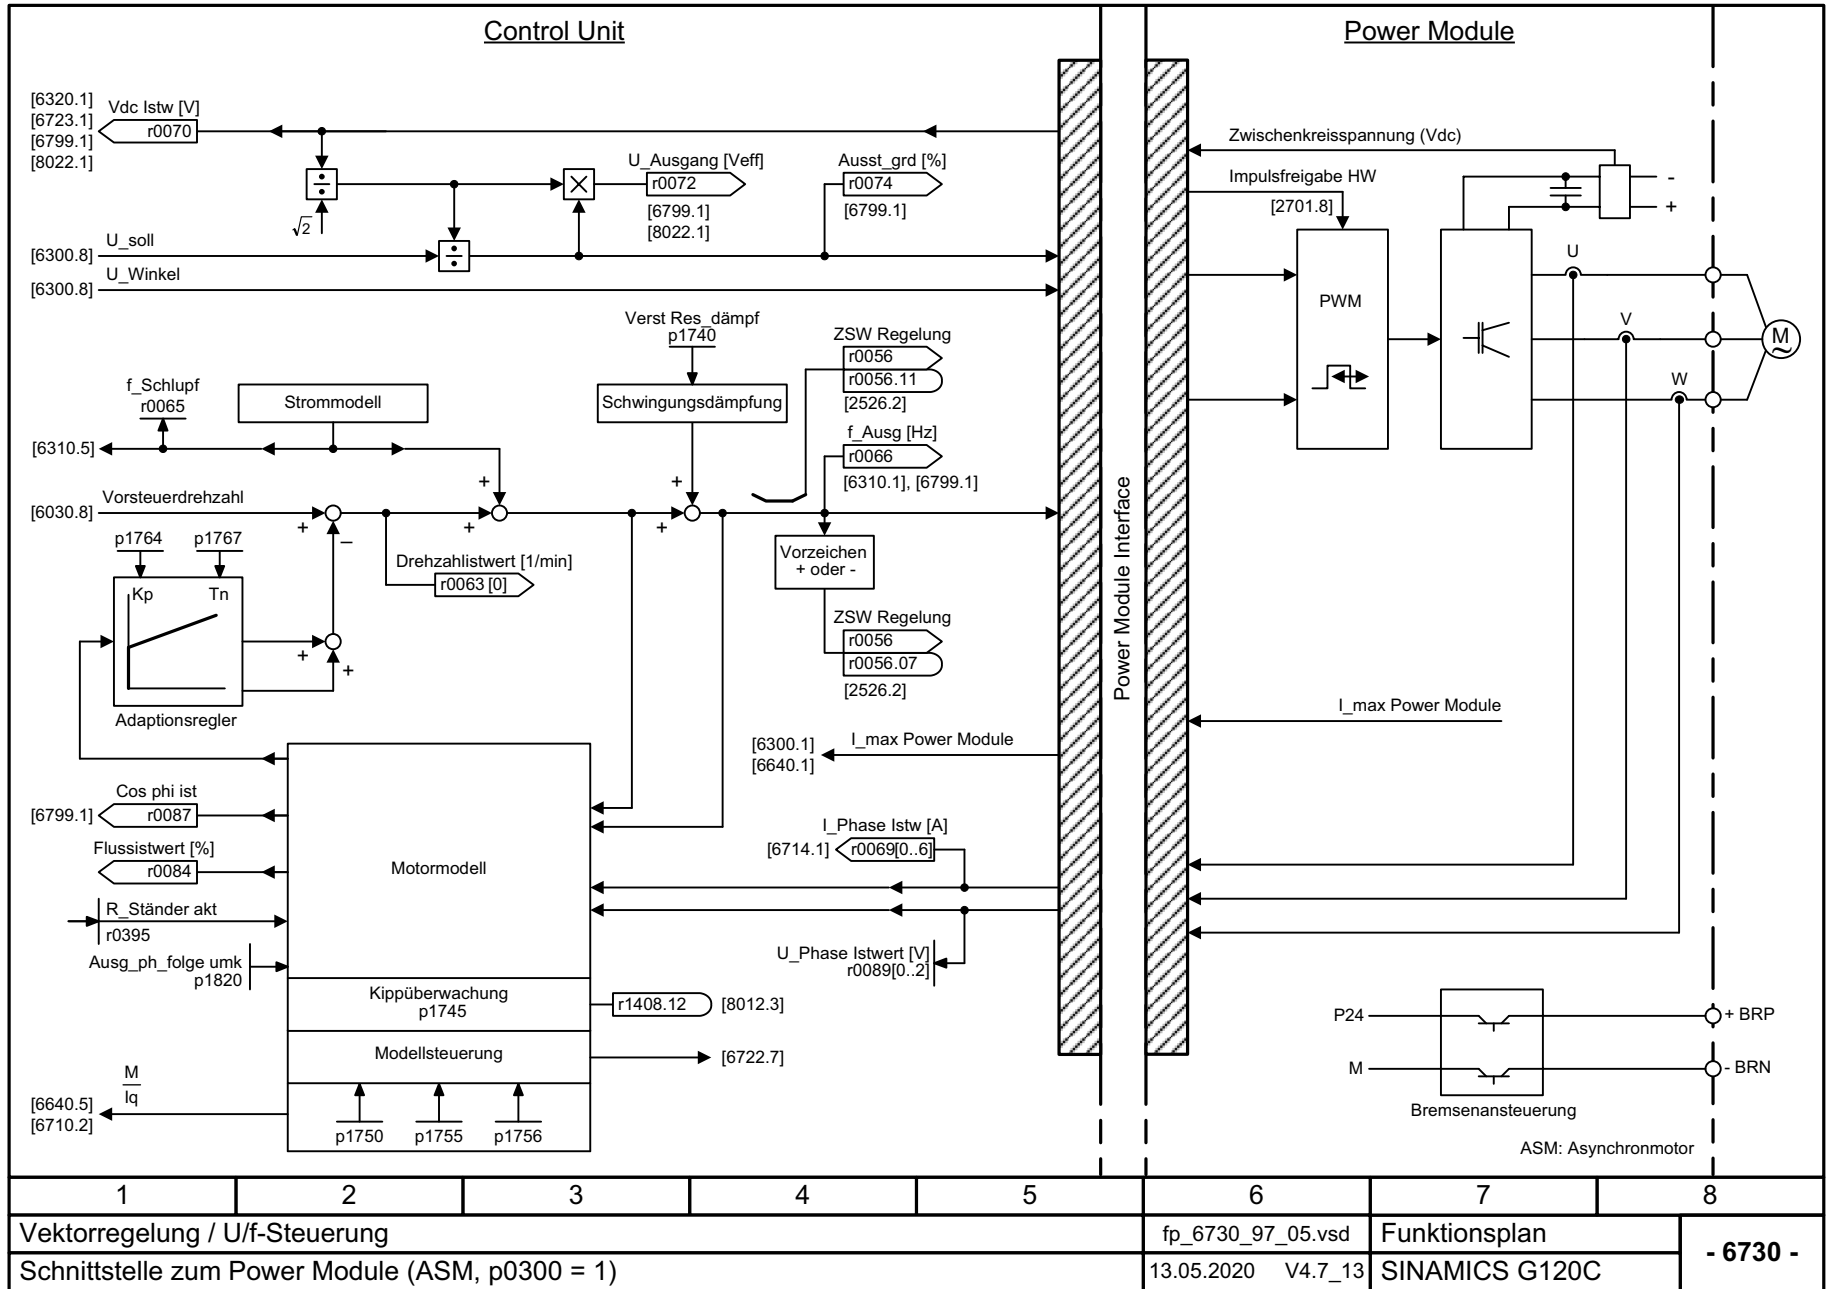 Control Unit
Power Module
[6320.1]
[6723.1]
[6799.1]
[8022.1]
Vdc Istw [V]
r0070
÷
√2
×
U_Ausgang [Veff]
r0072
[6799.1]
[8022.1]
Ausst_grd [%]
r0074
[6799.1]
U_soll
[6300.8]
÷
U_Winkel
[6300.8]
Zwischenkreisspannung (Vdc)
Impulsfreigabe HW
[2701.8]
-
+
PWM
U
V
W
M
~
Verst Res_dämpf
p1740
Schwingungsdämpfung
ZSW Regelung
r0056
r0056.11
[2526.2]
f_Schlupf
r0065
Strommodell
[6310.5]
f_Ausg [Hz]
r0066
[6310.1], [6799.1]
Vorsteuerdrehzahl
[6030.8]
+
–
+
+
+
+
p1764
p1767
Kp
Tn
+
+
Adaptionsregler
Drehzahlistwert [1/min]
r0063 [0]
Vorzeichen
+ oder -
ZSW Regelung
r0056
r0056.07
[2526.2]
Power Module Interface
I_max Power Module
[6300.1]
[6640.1]
I_max Power Module
Cos phi ist
[6799.1]
r0087
Flussistwert [%]
r0084
Motormodell
I_Phase Istw [A]
[6714.1]
r0069[0..6]
R_Ständer akt
r0395
Ausg_ph_folge umk
p1820
U_Phase Istwert [V]
r0089[0..2]
Kippüberwachung
p1745
r1408.12
[8012.3]
Modellsteuerung
[6722.7]
M
Iq
[6640.5]
[6710.2]
p1750
p1755
p1756
P24
+ BRP
M
- BRN
Bremsenansteuerung
ASM: Asynchronmotor
1 2 3 4 5 6 7 8
Vektorregelung / U/f-Steuerung
fp_6730_97_05.vsd
Funktionsplan
- 6730 -
Schnittstelle zum Power Module (ASM, p0300 = 1)
13.05.2020 V4.7_13
SINAMICS G120C